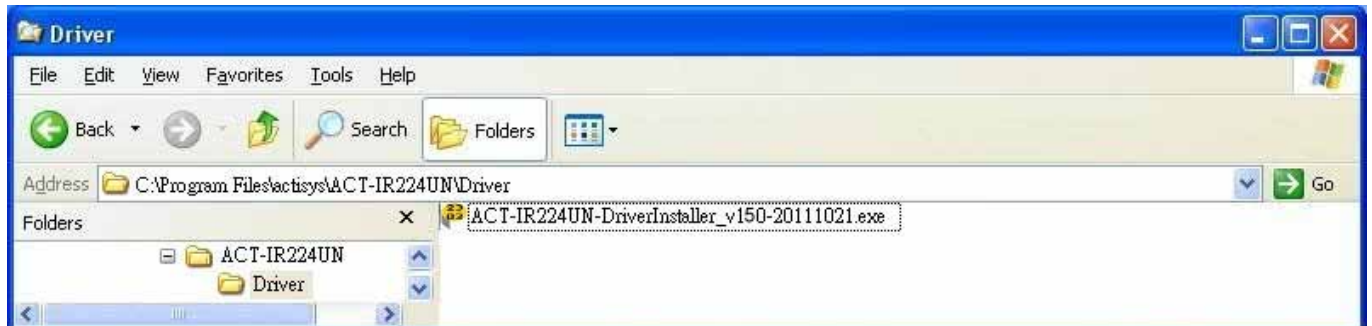 Driver
File Edit View Favorites Tools Help
Back Search Folders
Address C:\Program Files\actisys\ACT-IR224UN\Driver Go
Folders
ACT-IR224UN-DriverInstaller_v150-20111021.exe
ACT-IR224UN
Driver